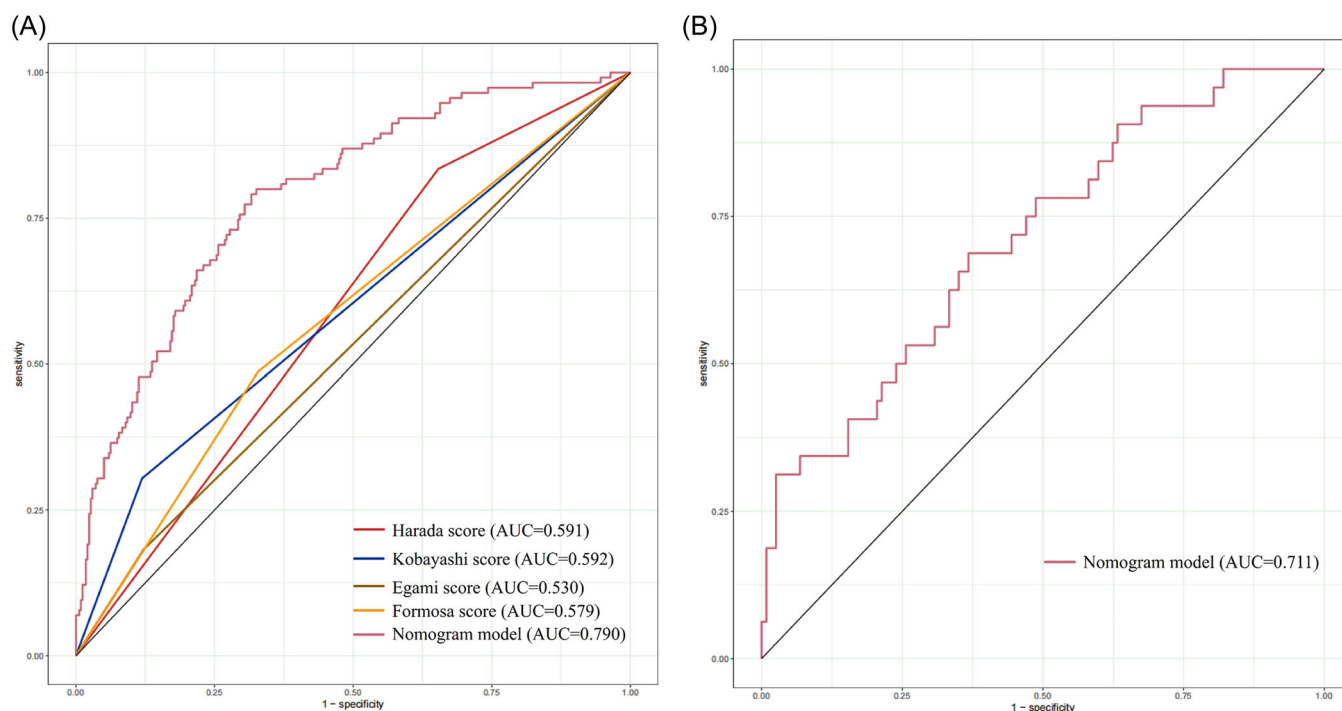 (A)
1.00
0.75
0.50
0.25
0.00
sensitivity
Harada score (AUC=0.591)
Kobayashi score (AUC=0.592)
Egami score (AUC=0.530)
Formosa score (AUC=0.579)
Nomogram model (AUC=0.790)
0.00 0.25 0.50 0.75 1.00
1 − specificity
(B)
1.00
0.75
0.50
0.25
0.00
sensitivity
Nomogram model (AUC=0.711)
0.00 0.25 0.50 0.75 1.00
1 − specificity